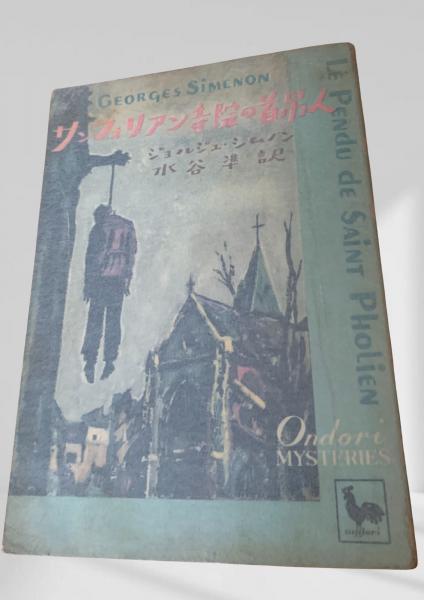 GEORGES SIMENON
サンフォリアン寺院の首吊人
ジョルジュ・シムノン
水谷準訳
LE PENDU DE SAINT PHOLIEN
Ondori
MYSTERIES
ondori